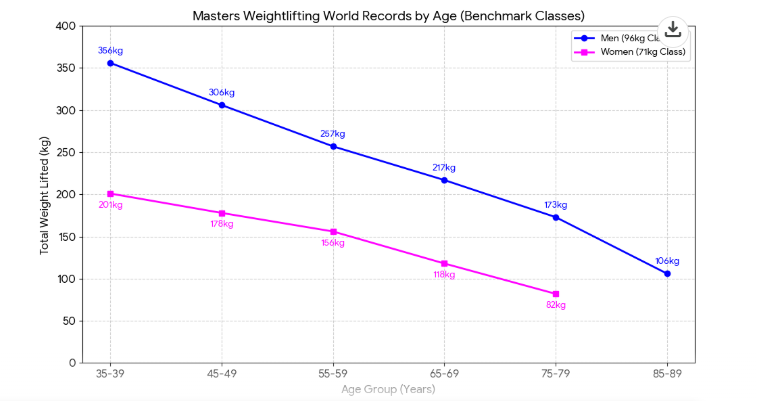 Masters Weightlifting World Records by Age (Benchmark Classes)
400
350
300
250
200
150
100
50
0
Total Weight Lifted (kg)
Men (96kg
Women (71kg Class)
356kg
306kg
257kg
217kg
173kg
106kg
201kg
178kg
156kg
118kg
82kg
35-39
45-49
55-59
65-69
75-79
85-89
Age Group (Years)